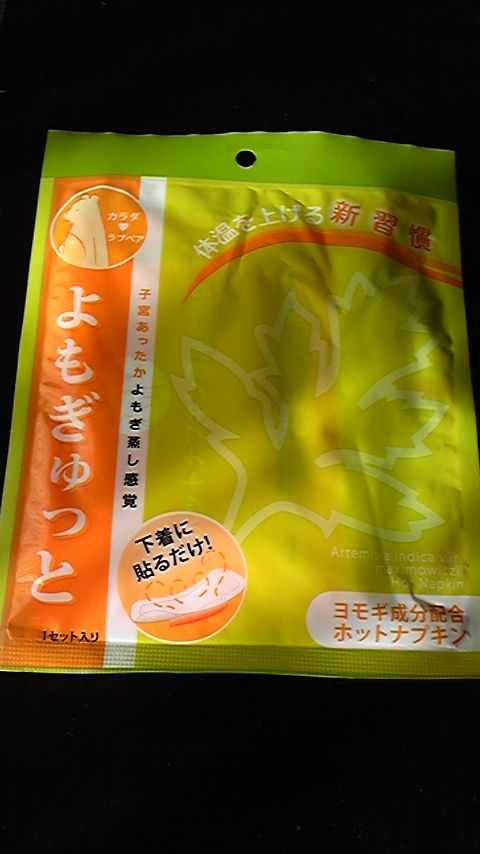 カラダ
ラブベア
体温を上げる新習慣
よもぎゅっと
子宮あったかよもぎ蒸し感覚
下着に
貼るだけ!
Artemisia indica var.
maximowiczii
Hot Napkin
ヨモギ成分配合
ホットナプキン
1セット入り